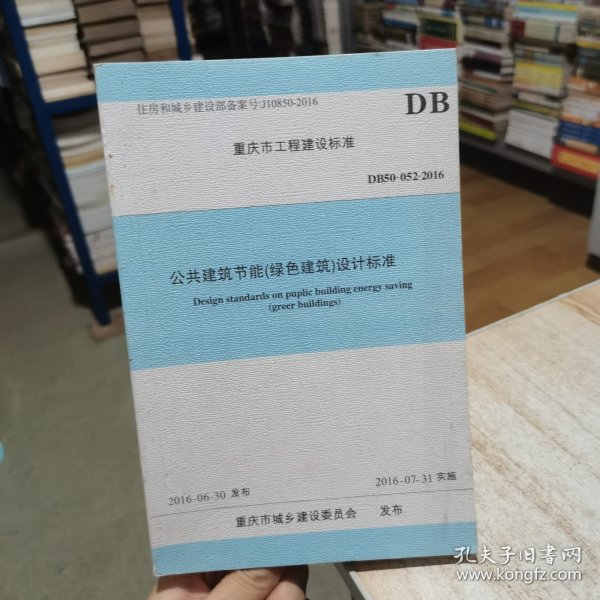 住房和城乡建设部备案号:J10850-2016
DB
重庆市工程建设标准
DB50-052-2016
公共建筑节能(绿色建筑)设计标准
Design standards on puplic building energy saving
(greer buildings)
2016-06-30 发布
2016-07-31 实施
重庆市城乡建设委员会 发布
孔夫子旧书网
www.kongfz.com